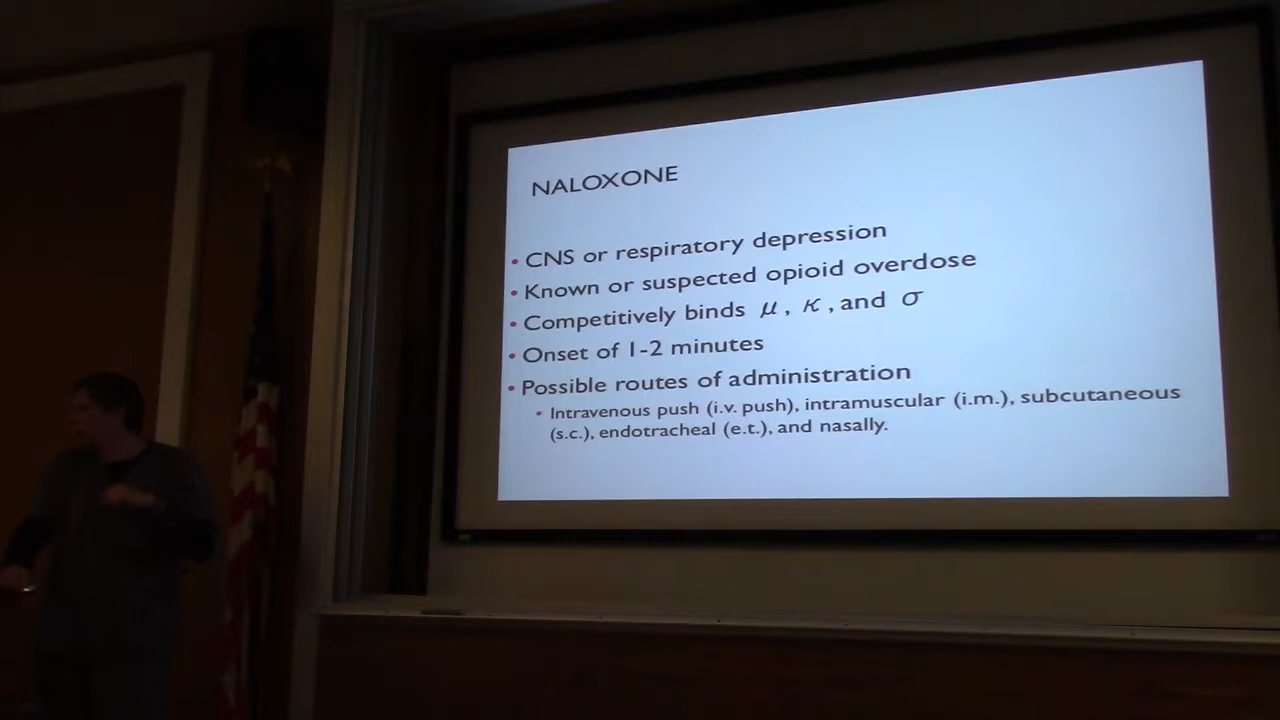 NALOXONE
• CNS or respiratory depression
• Known or suspected opioid overdose
• Competitively binds μ, κ, and σ
• Onset of 1-2 minutes
• Possible routes of administration
• Intravenous push (i.v. push), intramuscular (i.m.), subcutaneous
(s.c.), endotracheal (e.t.), and nasally.